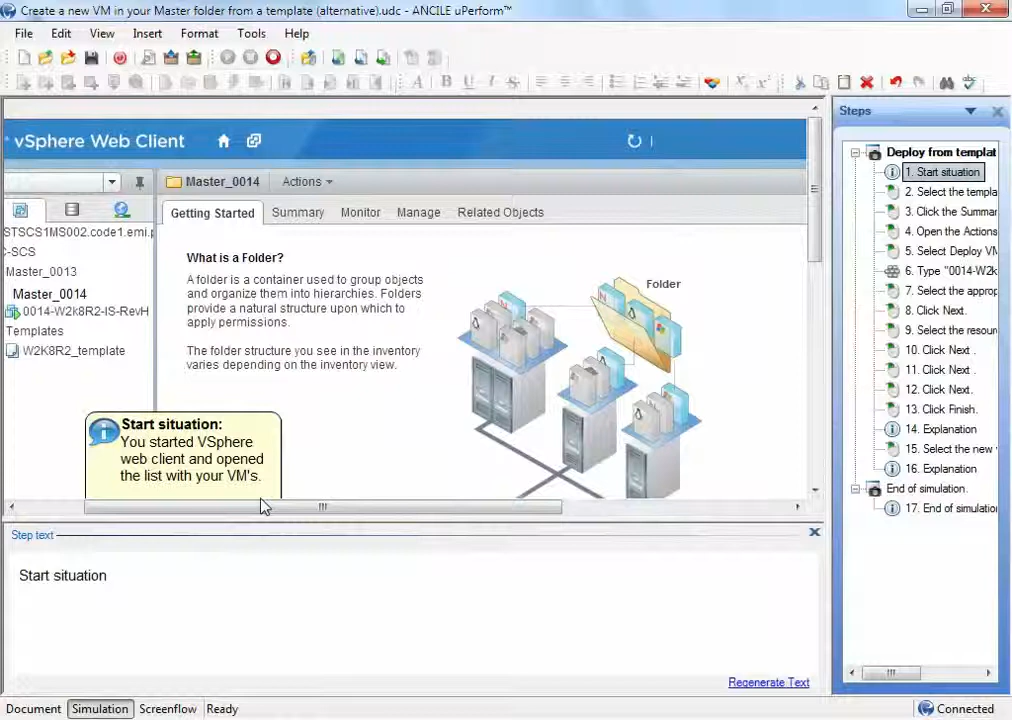 Create a new VM in your Master folder from a template (alternative).udc - ANCILE uPerform™
File Edit View Insert Format Tools Help
vSphere Web Client
Master_0014 Actions
Getting Started Summary Monitor Manage Related Objects
STSCS1MS002.code1.emi.p
C-SCS
Master_0013
Master_0014
0014-W2k8R2-IS-RevH
Templates
W2K8R2_template
What is a Folder?
A folder is a container used to group objects
and organize them into hierarchies. Folders
provide a natural structure upon which to
apply permissions.
The folder structure you see in the inventory
varies depending on the inventory view.
Folder
Start situation:
You started VSphere
web client and opened
the list with your VM's.
Step text
Start situation
Regenerate Text
Steps
Deploy from templat
1. Start situation
2. Select the templa
3. Click the Summar
4. Open the Actions
5. Select Deploy VM
6. Type "0014-W2k
7. Select the approp
8. Click Next.
9. Select the resour
10. Click Next .
11. Click Next .
12. Click Next.
13. Click Finish.
14. Explanation
15. Select the new
16. Explanation
End of simulation.
17. End of simulatio
Document Simulation Screenflow Ready Connected